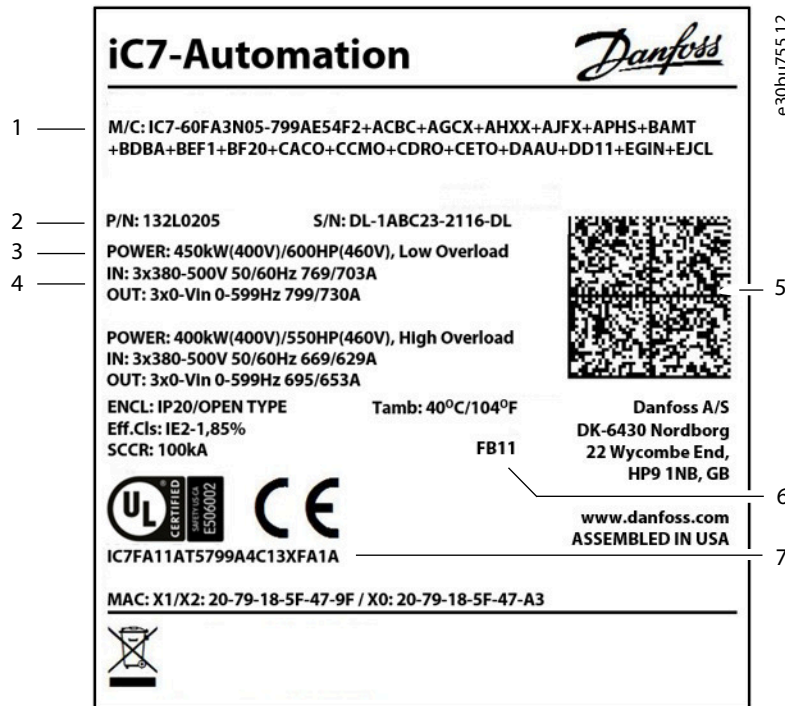 iC7-Automation
Danfoss
e30bu755.12
1
M/C: IC7-60FA3N05-799AE54F2+ACBC+AGCX+AHXX+AJFX+APHS+BAMT
+BDBA+BEF1+BF20+CACO+CCMO+CDRO+CETO+DAAU+DD11+EGIN+EJCL
2
P/N: 132L0205 S/N: DL-1ABC23-2116-DL
3
POWER: 450kW(400V)/600HP(460V), Low Overload
4
IN: 3x380-500V 50/60Hz 769/703A
OUT: 3x0-Vin 0-599Hz 799/730A
5
POWER: 400kW(400V)/550HP(460V), High Overload
IN: 3x380-500V 50/60Hz 669/629A
OUT: 3x0-Vin 0-599Hz 695/653A
ENCL: IP20/OPEN TYPE Tamb: 40⁰C/104⁰F
Eff.Cls: IE2-1,85%
SCCR: 100kA
FB11
6
Danfoss A/S
DK-6430 Nordborg
22 Wycombe End,
HP9 1NB, GB
UL ®
CERTIFIED
SAFETY US CA
E506002
CE
www.danfoss.com
ASSEMBLED IN USA
IC7FA11AT5799A4C13XFA1A
7
MAC: X1/X2: 20-79-18-5F-47-9F / X0: 20-79-18-5F-47-A3